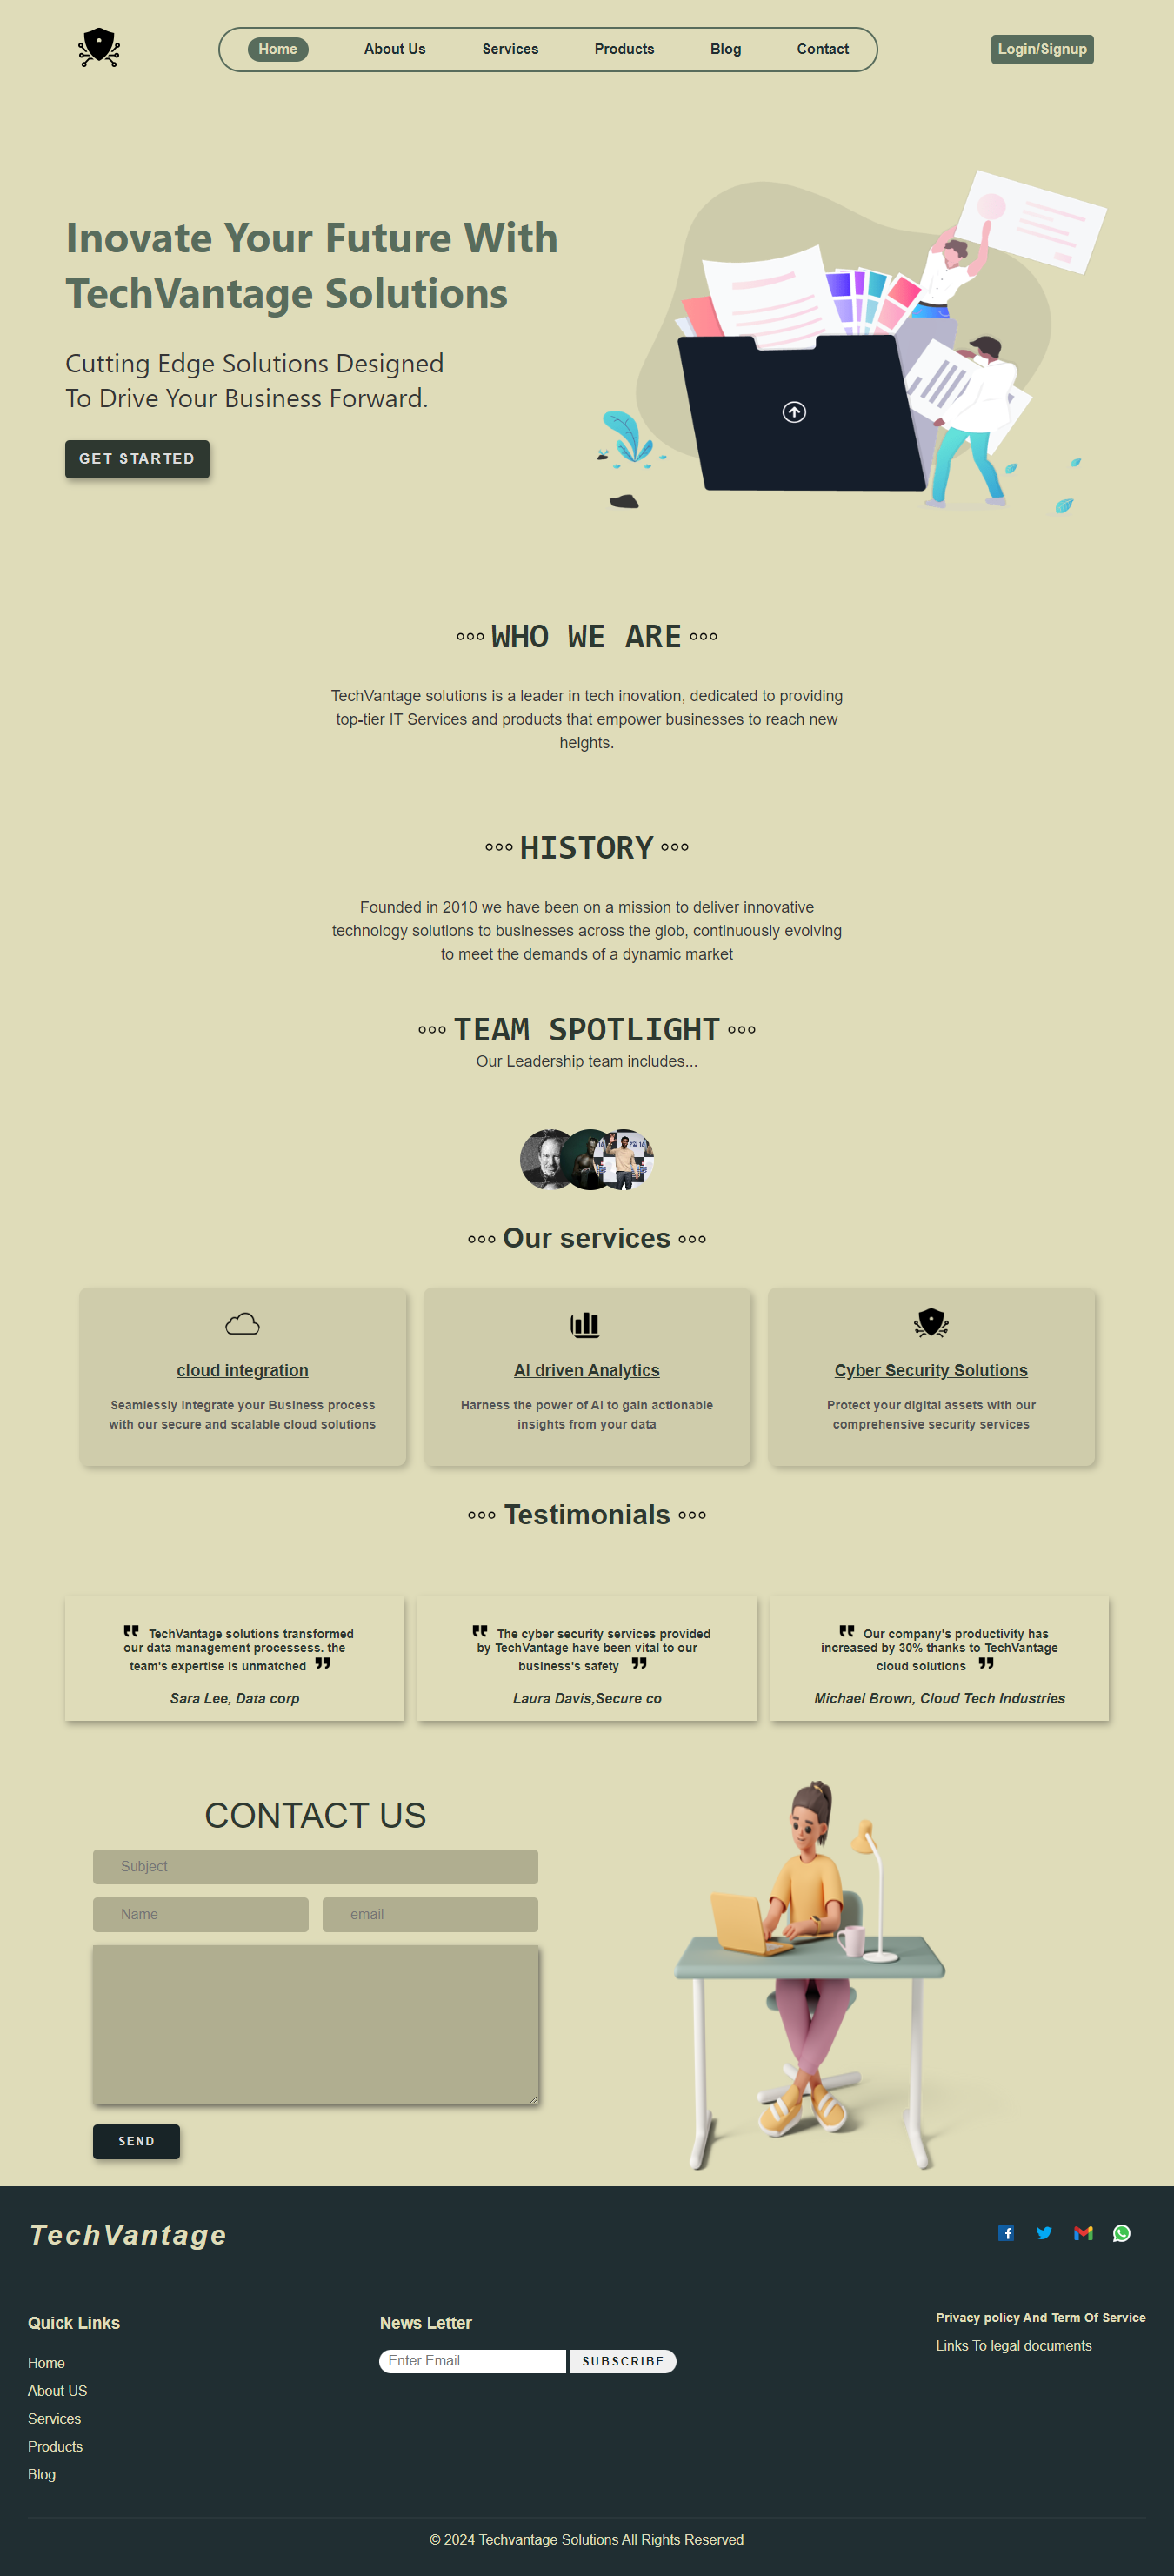 Home About Us Services Products Blog Contact Login/Signup
Inovate Your Future With
TechVantage Solutions
Cutting Edge Solutions Designed
To Drive Your Business Forward.
GET STARTED
WHO WE ARE
TechVantage solutions is a leader in tech inovation, dedicated to providing
top-tier IT Services and products that empower businesses to reach new
heights.
HISTORY
Founded in 2010 we have been on a mission to deliver innovative
technology solutions to businesses across the glob, continuously evolving
to meet the demands of a dynamic market
TEAM SPOTLIGHT
Our Leadership team includes...
Our services
cloud integration
Seamlessly integrate your Business process
with our secure and scalable cloud solutions
AI driven Analytics
Harness the power of AI to gain actionable
insights from your data
Cyber Security Solutions
Protect your digital assets with our
comprehensive security services
Testimonials
TechVantage solutions transformed
our data management processess. the
team's expertise is unmatched
Sara Lee, Data corp
The cyber security services provided
by TechVantage have been vital to our
business's safety
Laura Davis,Secure co
Our company's productivity has
increased by 30% thanks to TechVantage
cloud solutions
Michael Brown, Cloud Tech Industries
CONTACT US
Subject
Name email
SEND
TechVantage
Quick Links
Home
About US
Services
Products
Blog
News Letter
Enter Email SUBSCRIBE
Privacy policy And Term Of Service
Links To legal documents
© 2024 Techvantage Solutions All Rights Reserved